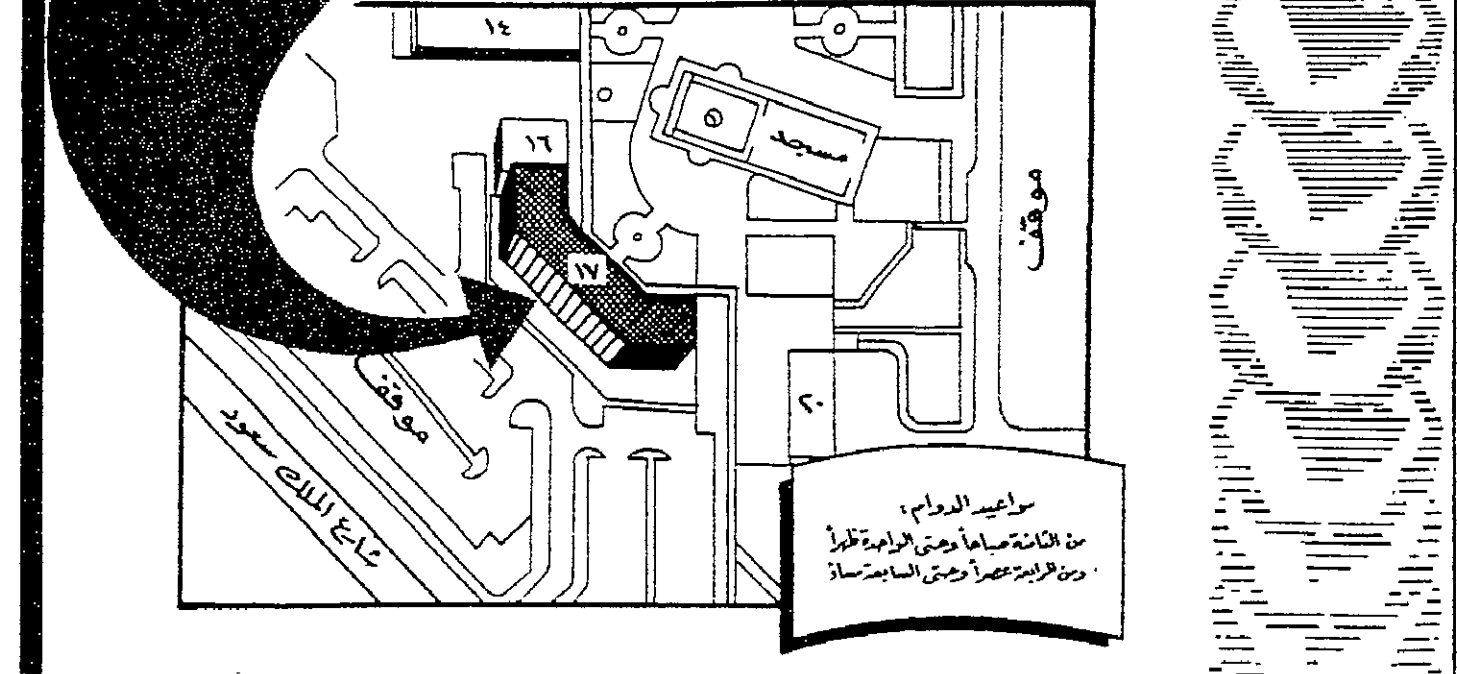 ١٤
١٦
مسجد
موقف
١٧
موقف
٢٠
شارع الملك سعود
مواعيد الدوام:
من الثامنة صباحاً وحتى الواحدة ظهراً
ومن الرابعة عصراً وحتى السابعة مساءً